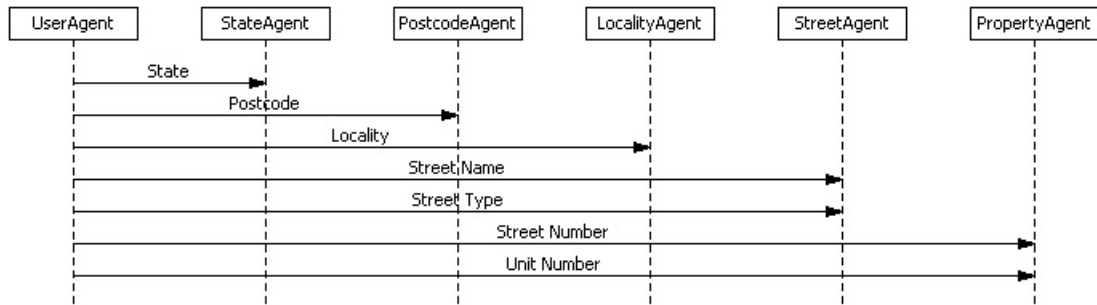 UserAgent StateAgent PostcodeAgent LocalityAgent StreetAgent PropertyAgent
State
Postcode
Locality
Street Name
Street Type
Street Number
Unit Number